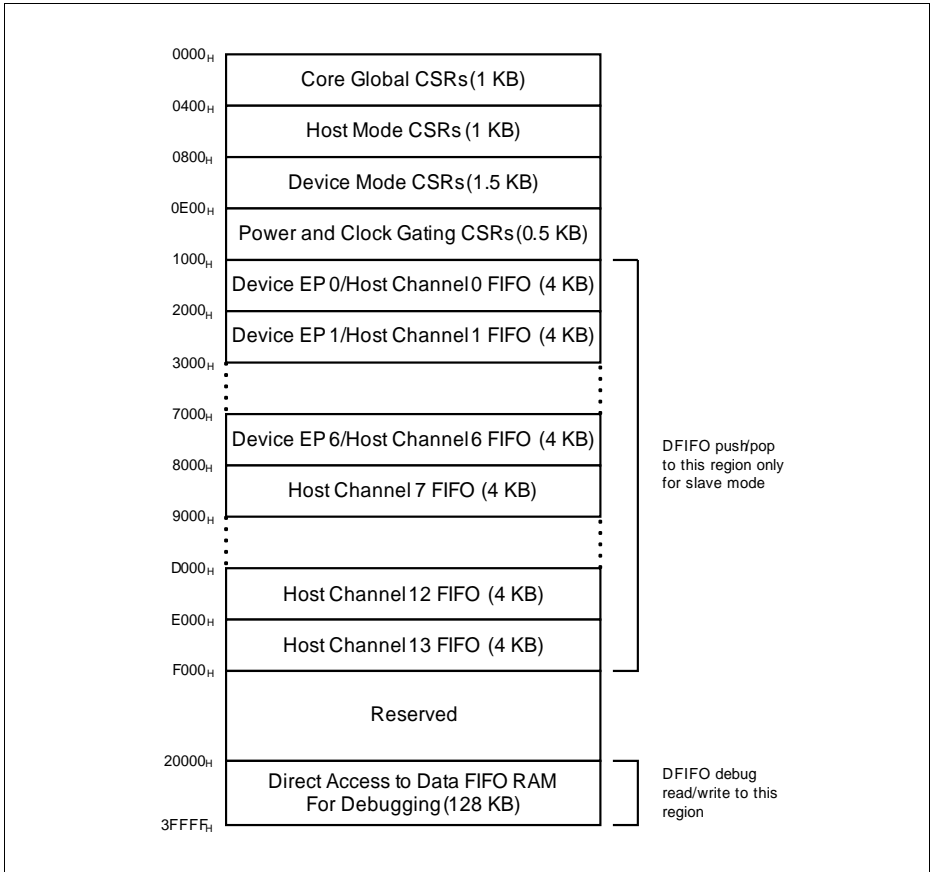 0000H
Core Global CSRs (1 KB)
0400H
Host Mode CSRs (1 KB)
0800H
Device Mode CSRs (1.5 KB)
0E00H
Power and Clock Gating CSRs (0.5 KB)
1000H
Device EP 0/Host Channel 0 FIFO (4 KB)
2000H
Device EP 1/Host Channel 1 FIFO (4 KB)
3000H
7000H
Device EP 6/Host Channel 6 FIFO (4 KB)
8000H
Host Channel 7 FIFO (4 KB)
9000H
DFIFO push/pop
to this region only
for slave mode
D000H
Host Channel 12 FIFO (4 KB)
E000H
Host Channel 13 FIFO (4 KB)
F000H
Reserved
20000H
Direct Access to Data FIFO RAM
For Debugging (128 KB)
3FFFFH
DFIFO debug
read/write to this
region